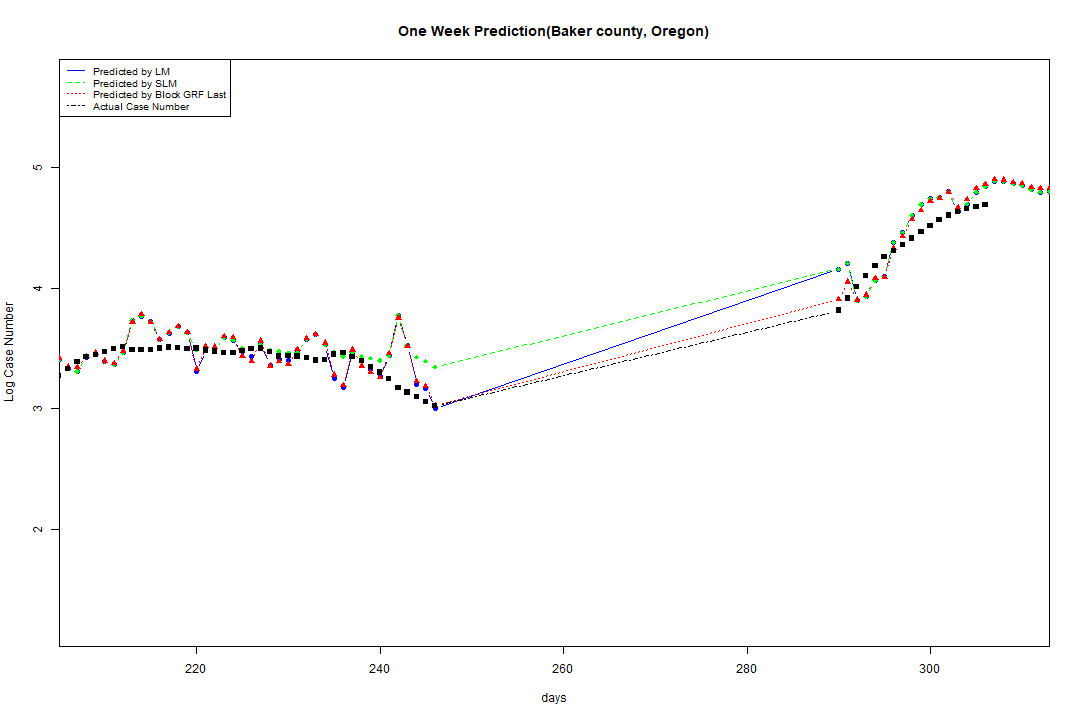 One Week Prediction(Baker county, Oregon)
Predicted by LM
Predicted by SLM
Predicted by Block GRF Last
Actual Case Number
5
4
3
2
Log Case Number
220 240 260 280 300
days